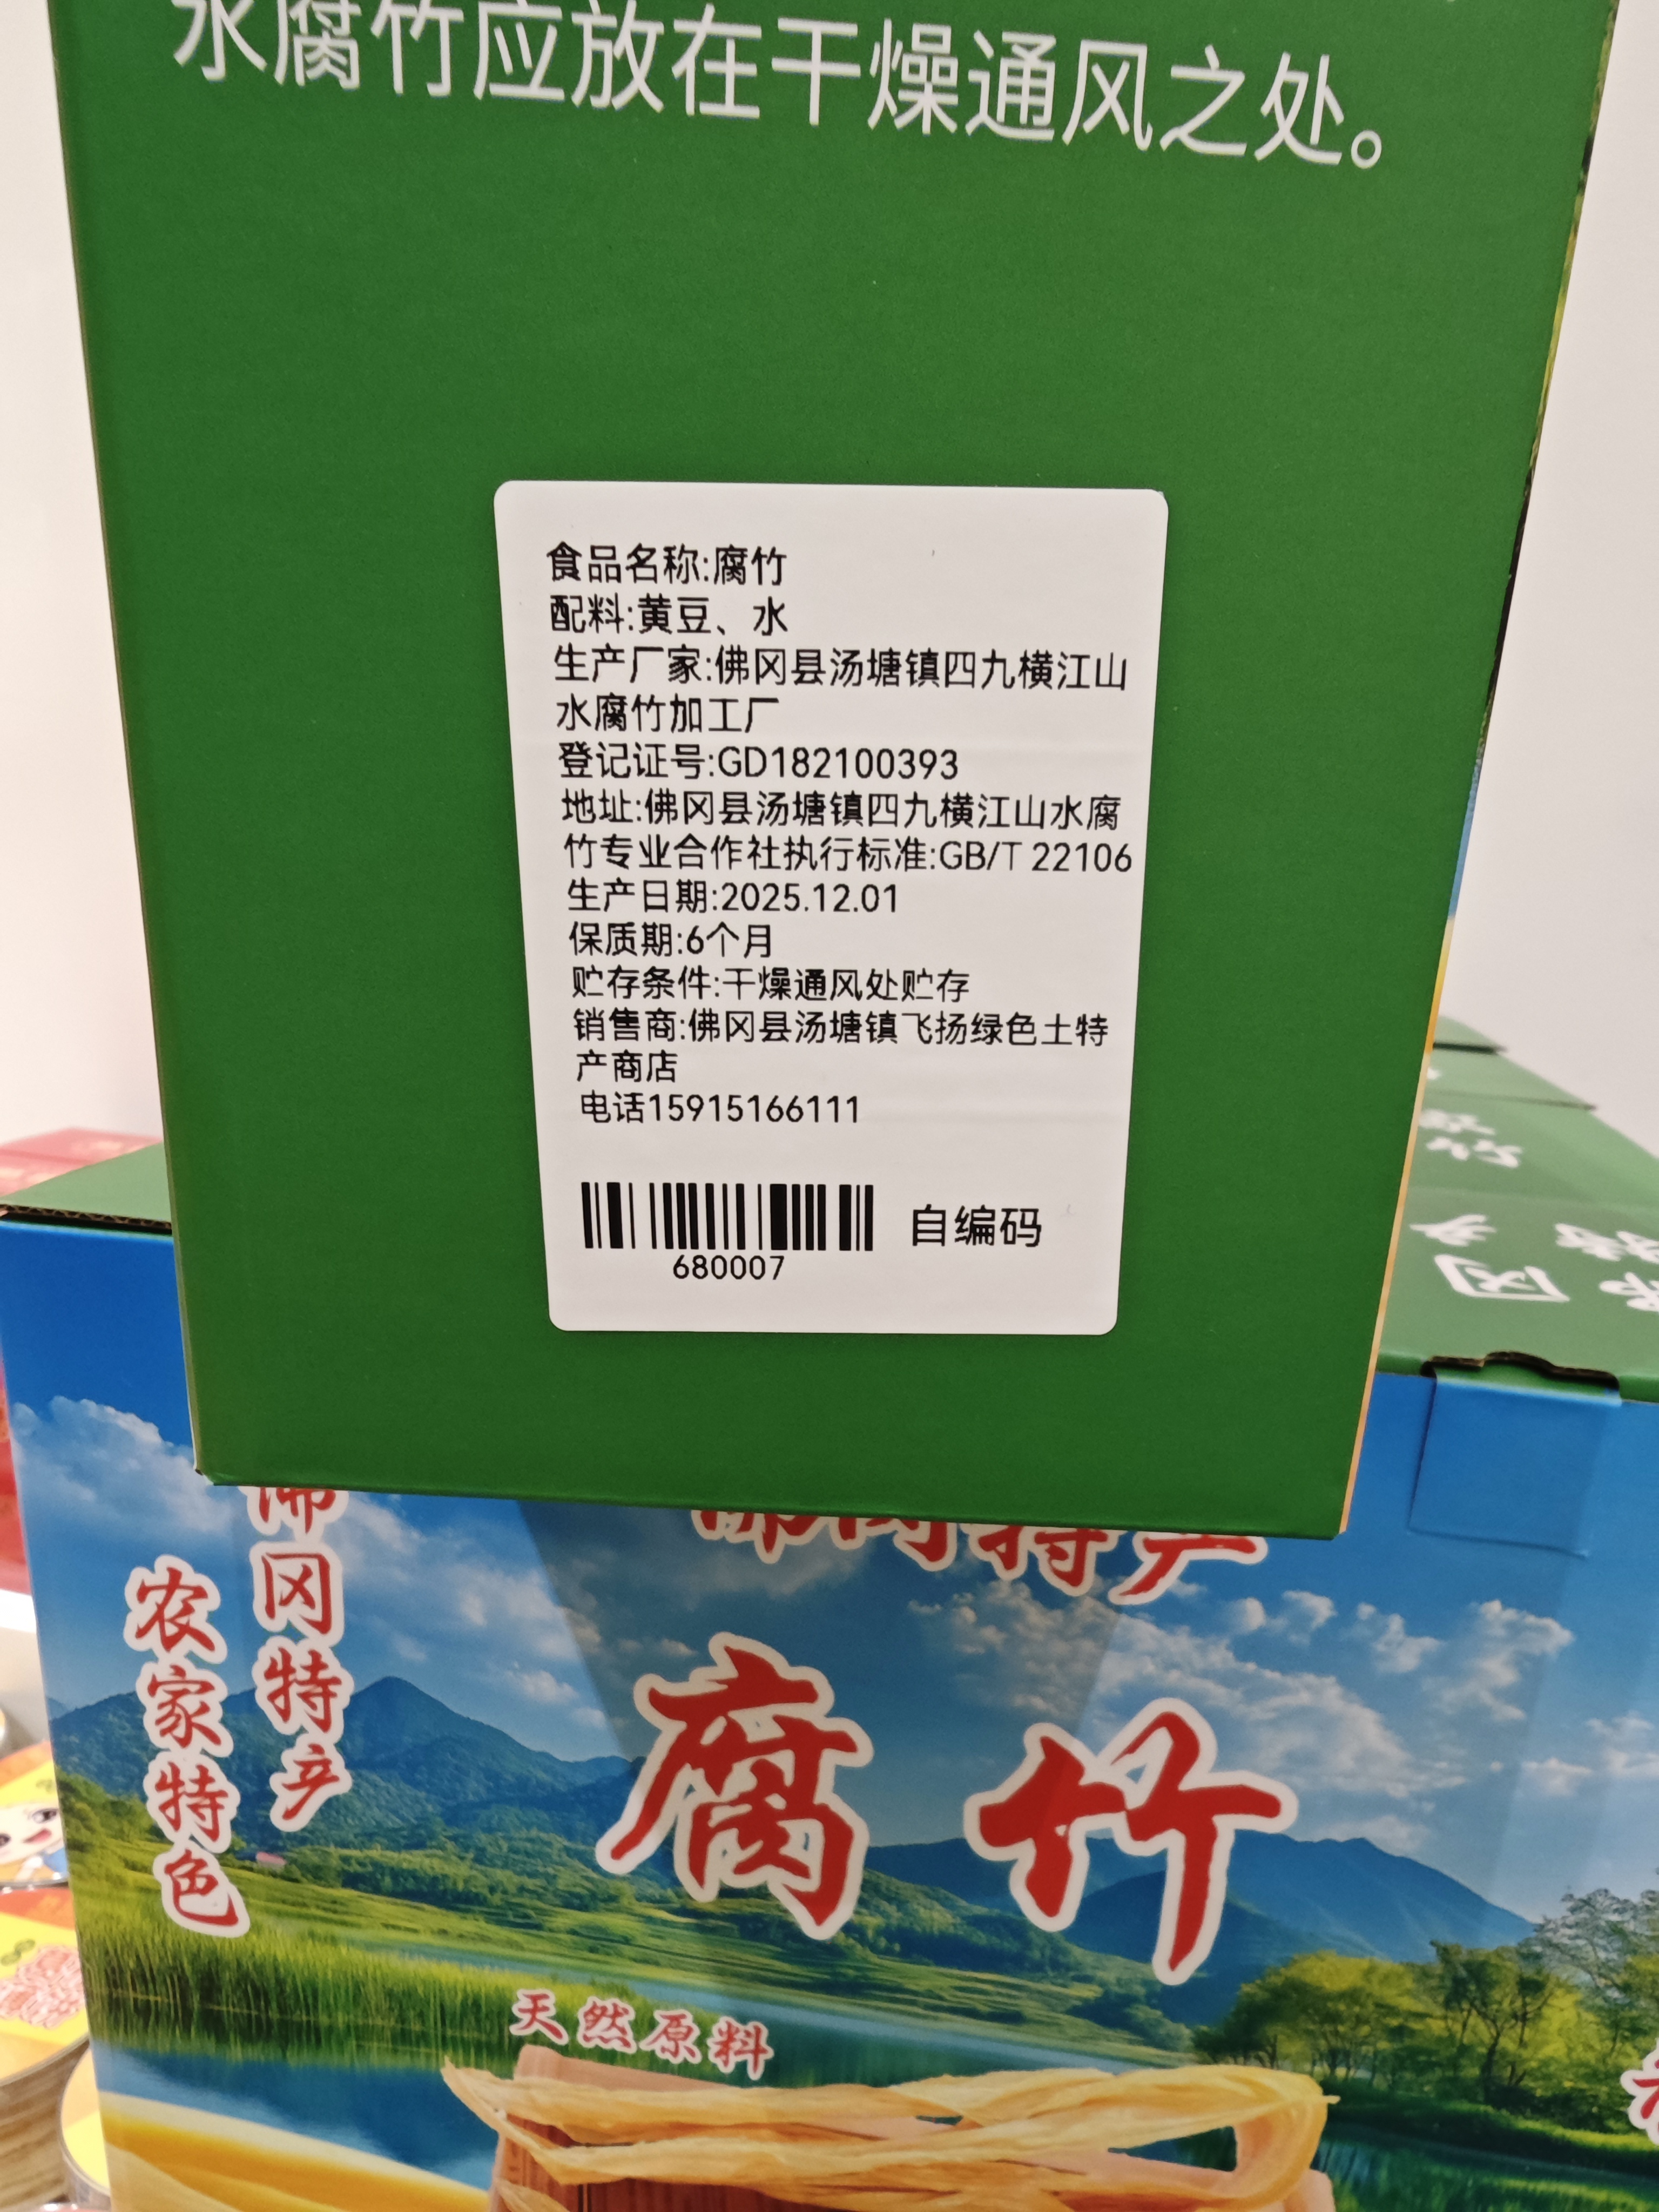 水腐竹应放在干燥通风之处。
食品名称:腐竹
配料:黄豆、水
生产厂家:佛冈县汤塘镇四九横江山
水腐竹加工厂
登记证号:GD182100393
地址:佛冈县汤塘镇四九横江山水腐
竹专业合作社执行标准:GB/T 22106
生产日期:2025.12.01
保质期:6个月
贮存条件:干燥通风处贮存
销售商:佛冈县汤塘镇飞扬绿色土特
产商店
电话15915166111
680007
自编码
佛冈特产
农家特色
佛冈特产
腐竹
天然原料